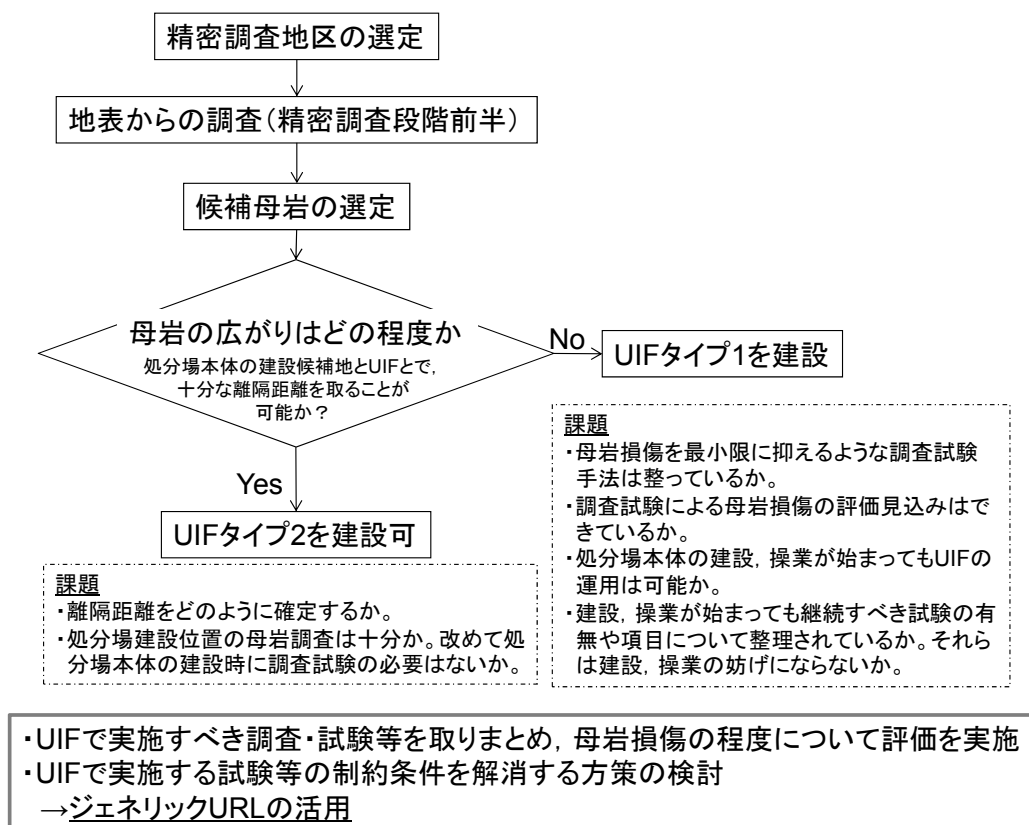 精密調査地区の選定
地表からの調査(精密調査段階前半)
候補母岩の選定
母岩の広がりはどの程度か
処分場本体の建設候補地とUIFとで,
十分な離隔距離を取ることが
可能か？
No
UIFタイプ1を建設
Yes
UIFタイプ2を建設可
課題
・離隔距離をどのように確定するか。
・処分場建設位置の母岩調査は十分か。改めて処
分場本体の建設時に調査試験の必要はないか。
課題
・母岩損傷を最小限に抑えるような調査試験
手法は整っているか。
・調査試験による母岩損傷の評価見込みはで
きているか。
・処分場本体の建設, 操業が始まってもUIFの
運用は可能か。
・建設, 操業が始まっても継続すべき試験の有
無や項目について整理されているか。それら
は建設, 操業の妨げにならないか。
・UIFで実施すべき調査・試験等を取りまとめ, 母岩損傷の程度について評価を実施
・UIFで実施する試験等の制約条件を解消する方策の検討
→ジェネリックURLの活用